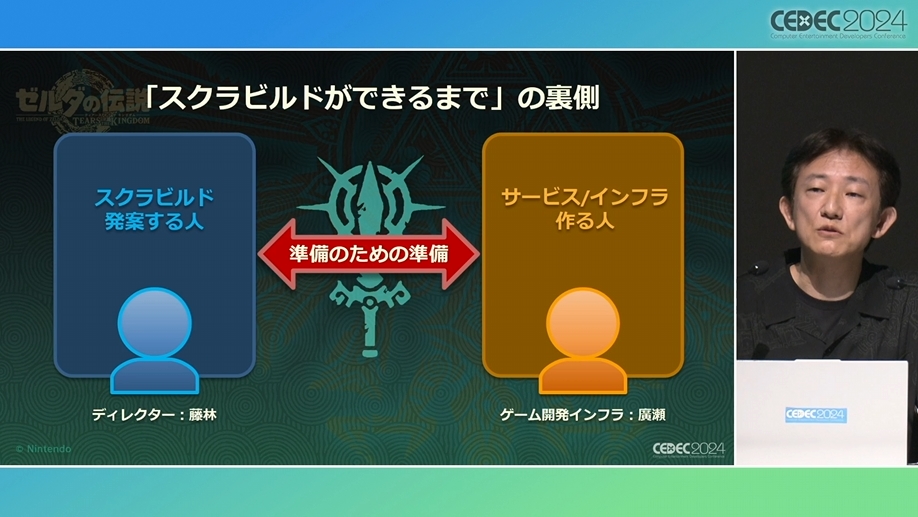 CEDEC2024
Computer Entertainment Developers Conference
ゼルダの伝説
TEARS OF THE KINGDOM
「スクラビルドができるまで」の裏側
スクラビルド
発案する人
サービス/インフラ
作る人
準備のための準備
ディレクター：藤林
ゲーム開発インフラ：廣瀬
© Nintendo
CEDEC2024
CEDEC2024